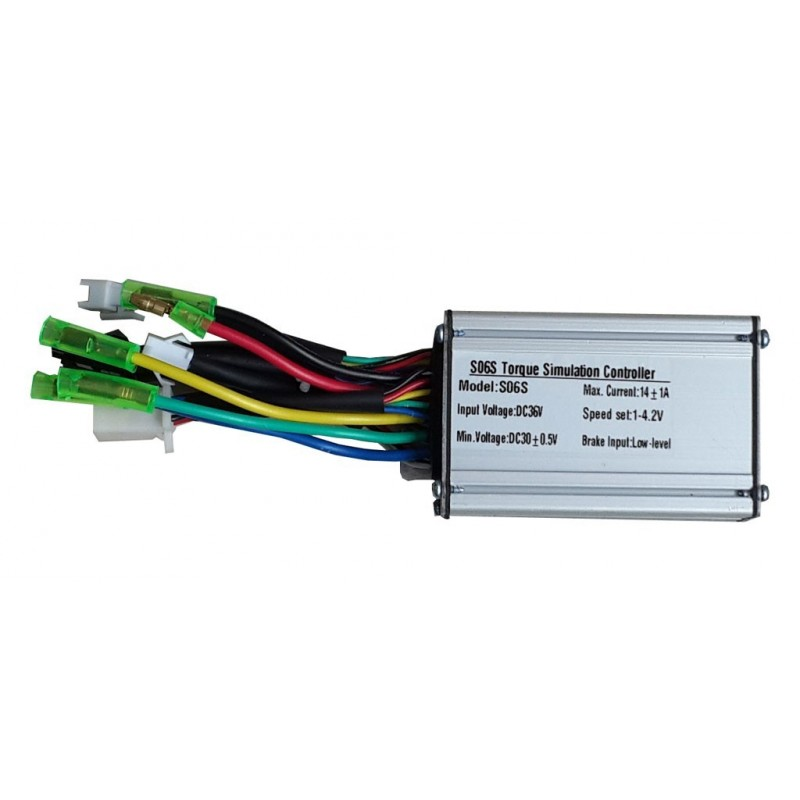 S06S Torque Simulation Controller
Model:S06S
Max. Current:14±1A
Input Voltage:DC36V
Speed set:1-4.2V
Min.Voltage:DC30±0.5V
Brake Input:Low-level